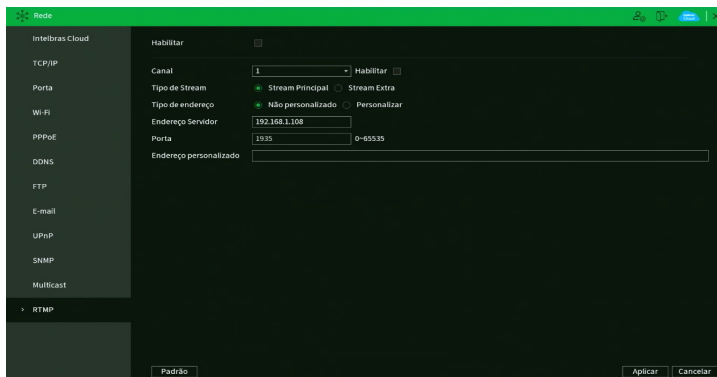 Rede
Intelbras Cloud
TCP/IP
Porta
Wi-Fi
PPPoE
DDNS
FTP
E-mail
UPnP
SNMP
Multicast
> RTMP
Habilitar
Canal 1 Habilitar
Tipo de Stream Stream Principal Stream Extra
Tipo de endereço Não personalizado Personalizar
Endereço Servidor 192.168.1.108
Porta 1935 0~65535
Endereço personalizado
Padrão Aplicar Cancelar